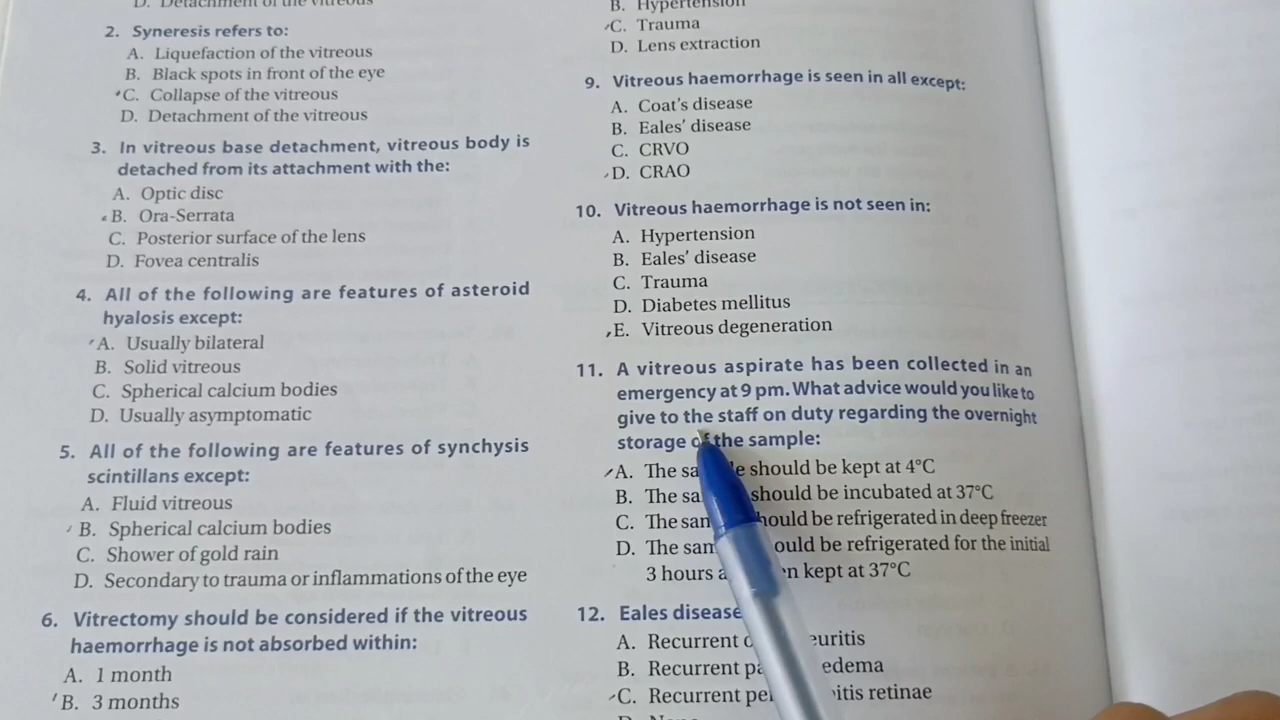 D. Detachment of the vitreous
2. Syneresis refers to:
A. Liquefaction of the vitreous
B. Black spots in front of the eye
C. Collapse of the vitreous
D. Detachment of the vitreous
3. In vitreous base detachment, vitreous body is
detached from its attachment with the:
A. Optic disc
B. Ora-Serrata
C. Posterior surface of the lens
D. Fovea centralis
4. All of the following are features of asteroid
hyalosis except:
A. Usually bilateral
B. Solid vitreous
C. Spherical calcium bodies
D. Usually asymptomatic
5. All of the following are features of synchysis
scintillans except:
A. Fluid vitreous
B. Spherical calcium bodies
C. Shower of gold rain
D. Secondary to trauma or inflammations of the eye
6. Vitrectomy should be considered if the vitreous
haemorrhage is not absorbed within:
A. 1 month
B. 3 months
B. Hypertension
C. Trauma
D. Lens extraction
9. Vitreous haemorrhage is seen in all except:
A. Coat's disease
B. Eales' disease
C. CRVO
D. CRAO
10. Vitreous haemorrhage is not seen in:
A. Hypertension
B. Eales' disease
C. Trauma
D. Diabetes mellitus
E. Vitreous degeneration
11. A vitreous aspirate has been collected in an
emergency at 9 pm. What advice would you like to
give to the staff on duty regarding the overnight
storage of the sample:
A. The should be kept at 4°C
B. The should be incubated at 37°C
C. The should be refrigerated in deep freezer
D. The should be refrigerated for the initial
3 hours kept at 37°C
12. Eales disease
A. Recurrent
B. Recurrent edema
C. Recurrent retinae